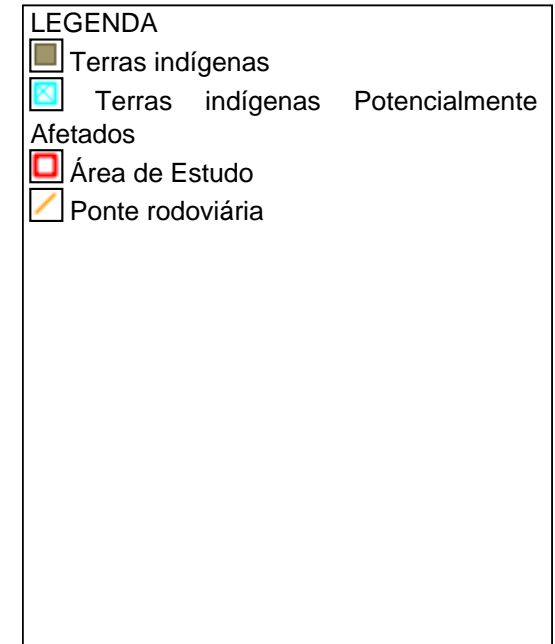 LEGENDA
Terras indígenas
Terras indígenas Potencialmente
Afetados
Área de Estudo
Ponte rodoviária